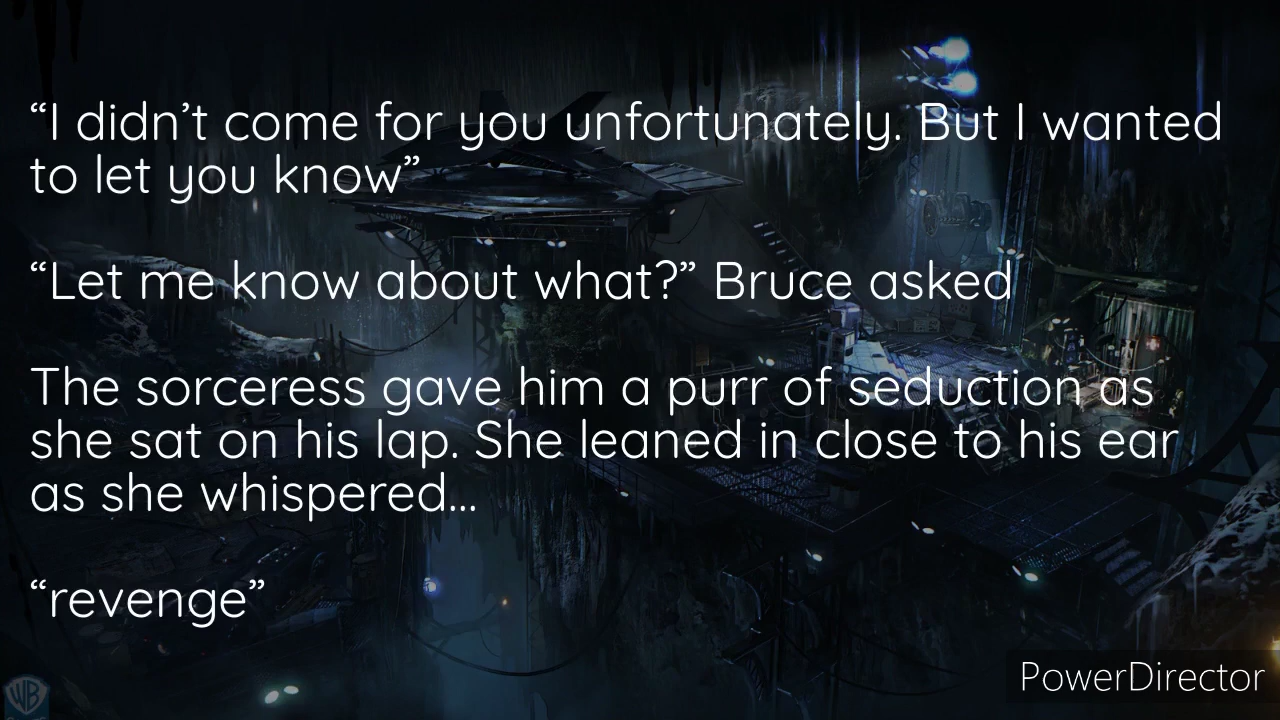 “I didn’t come for you unfortunately. But I wanted
to let you know”
“Let me know about what?” Bruce asked
The sorceress gave him a purr of seduction as
she sat on his lap. She leaned in close to his ear
as she whispered...
“revenge”
PowerDirector
WB